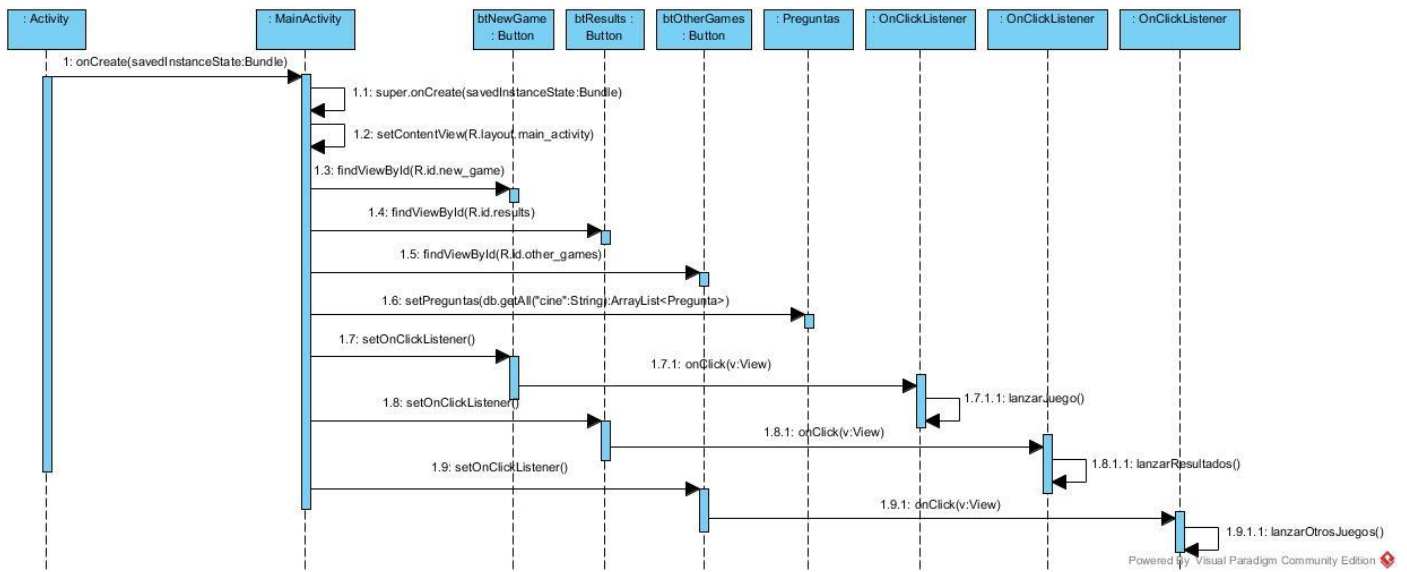 : Activity
: MainActivity
btNewGame
: Button
btResults :
Button
btOtherGames
: Button
: Preguntas
: OnClickListener
: OnClickListener
: OnClickListener
1: onCreate(savedInstanceState:Bundle)
1.1: super.onCreate(savedInstanceState:Bundle)
1.2: setContentView(R.layout.main_activity)
1.3: findViewById(R.id.new_game)
1.4: findViewById(R.id.results)
1.5: findViewById(R.id.other_games)
1.6: setPreguntas(db.getAll("cine":String):ArrayList<Pregunta>)
1.7: setOnClickListener()
1.7.1: onClick(v:View)
1.7.1.1: lanzarJuego()
1.8: setOnClickListener()
1.8.1: onClick(v:View)
1.8.1.1: lanzarResultados()
1.9: setOnClickListener()
1.9.1: onClick(v:View)
1.9.1.1: lanzarOtrosJuegos()
Powered By Visual Paradigm Community Edition